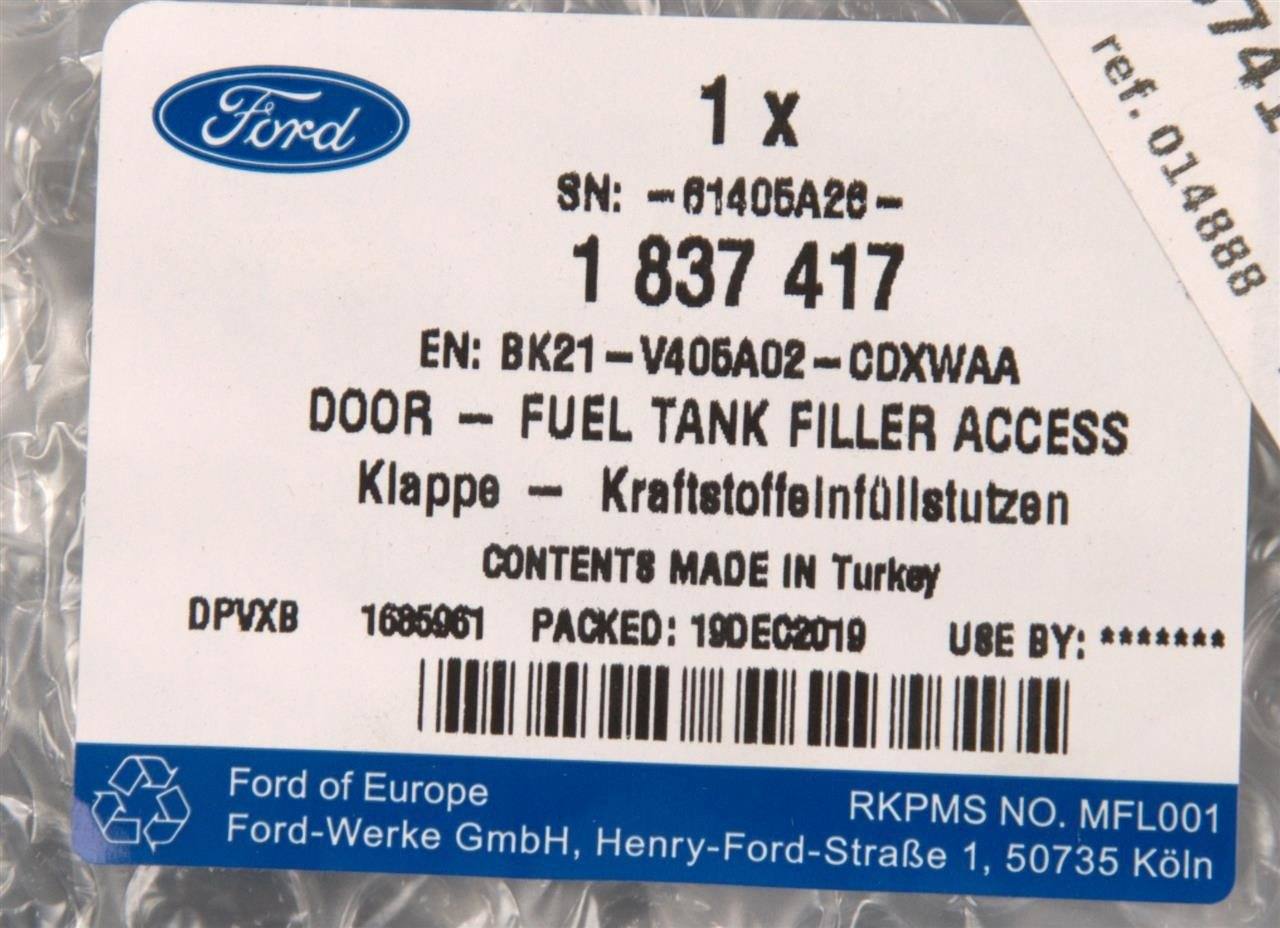 Ford
1 x
SN: -61405A26-
1 837 417
EN: BK21-V405A02-CDXWAA
DOOR - FUEL TANK FILLER ACCESS
Klappe - Kraftstoffeinfüllstutzen
CONTENTS MADE IN Turkey
DPVXB 1685961 PACKED: 19DEC2019 USE BY: *******
Ford of Europe
RKPMS NO. MFL001
Ford-Werke GmbH, Henry-Ford-Straße 1, 50735 Köln
ref. 014888